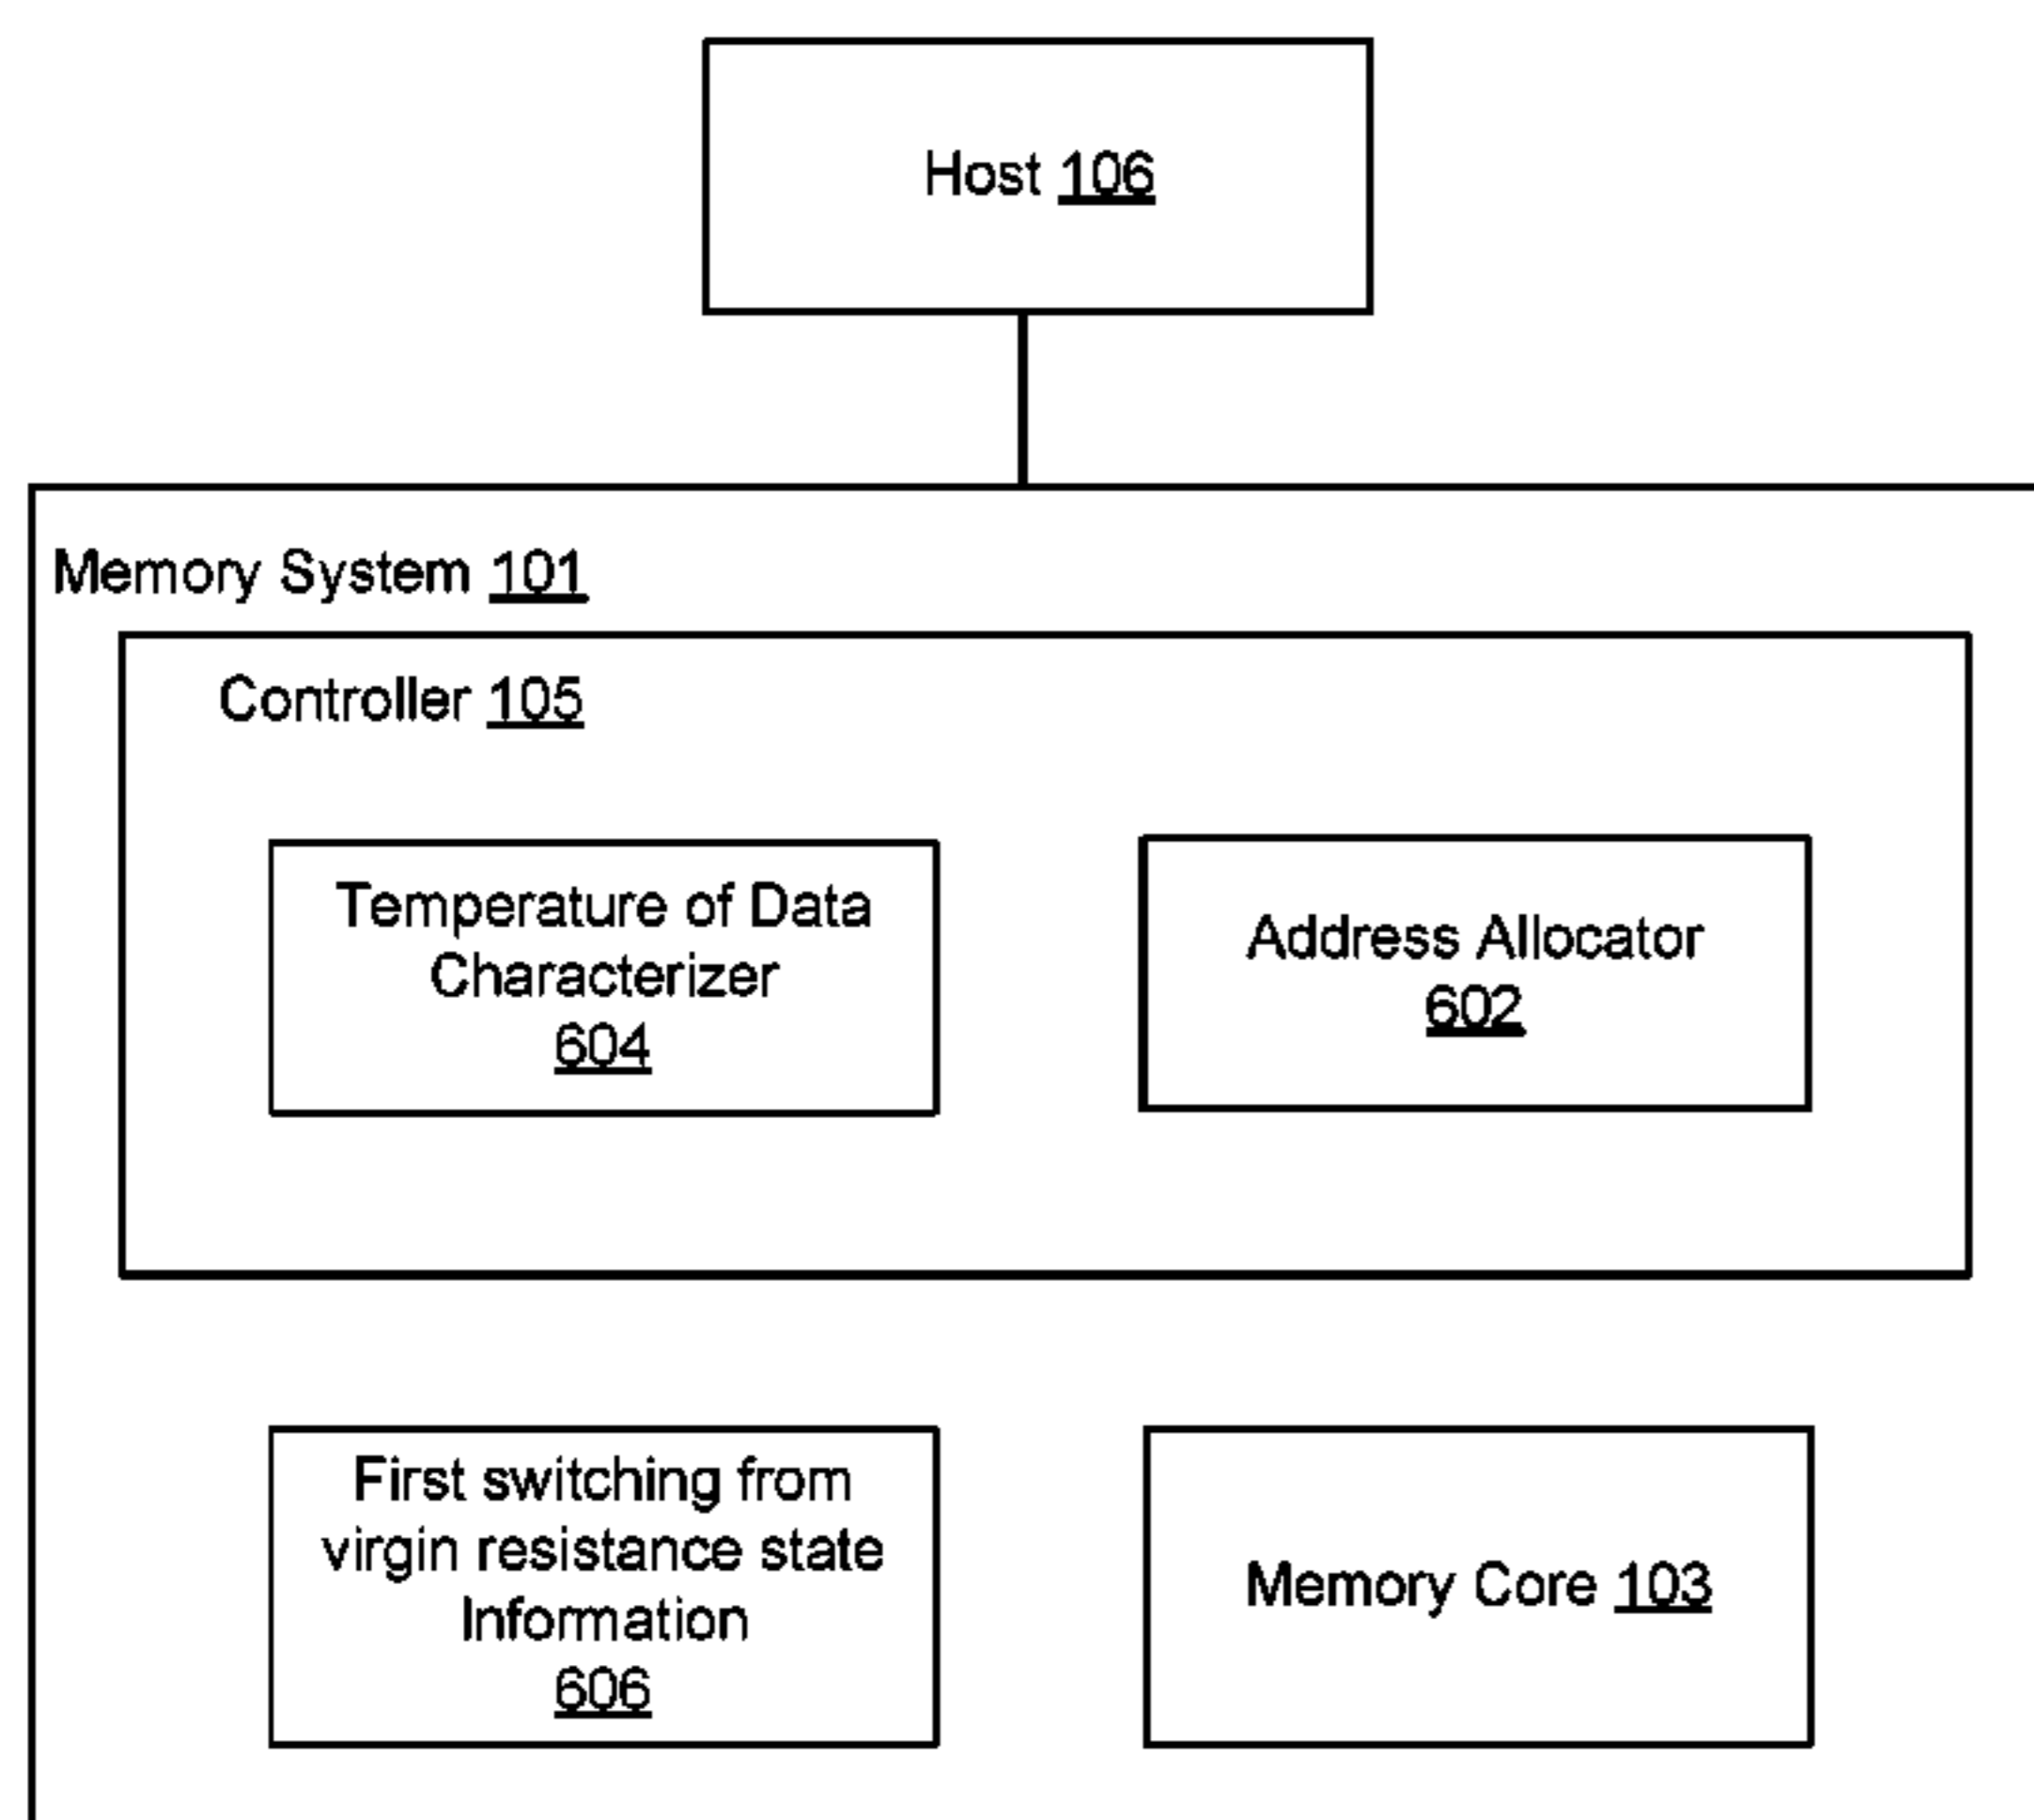 Host 106
Memory System 101
Controller 105
Temperature of Data
Characterizer
604
Address Allocator
602
First switching from
virgin resistance state
Information
606
Memory Core 103